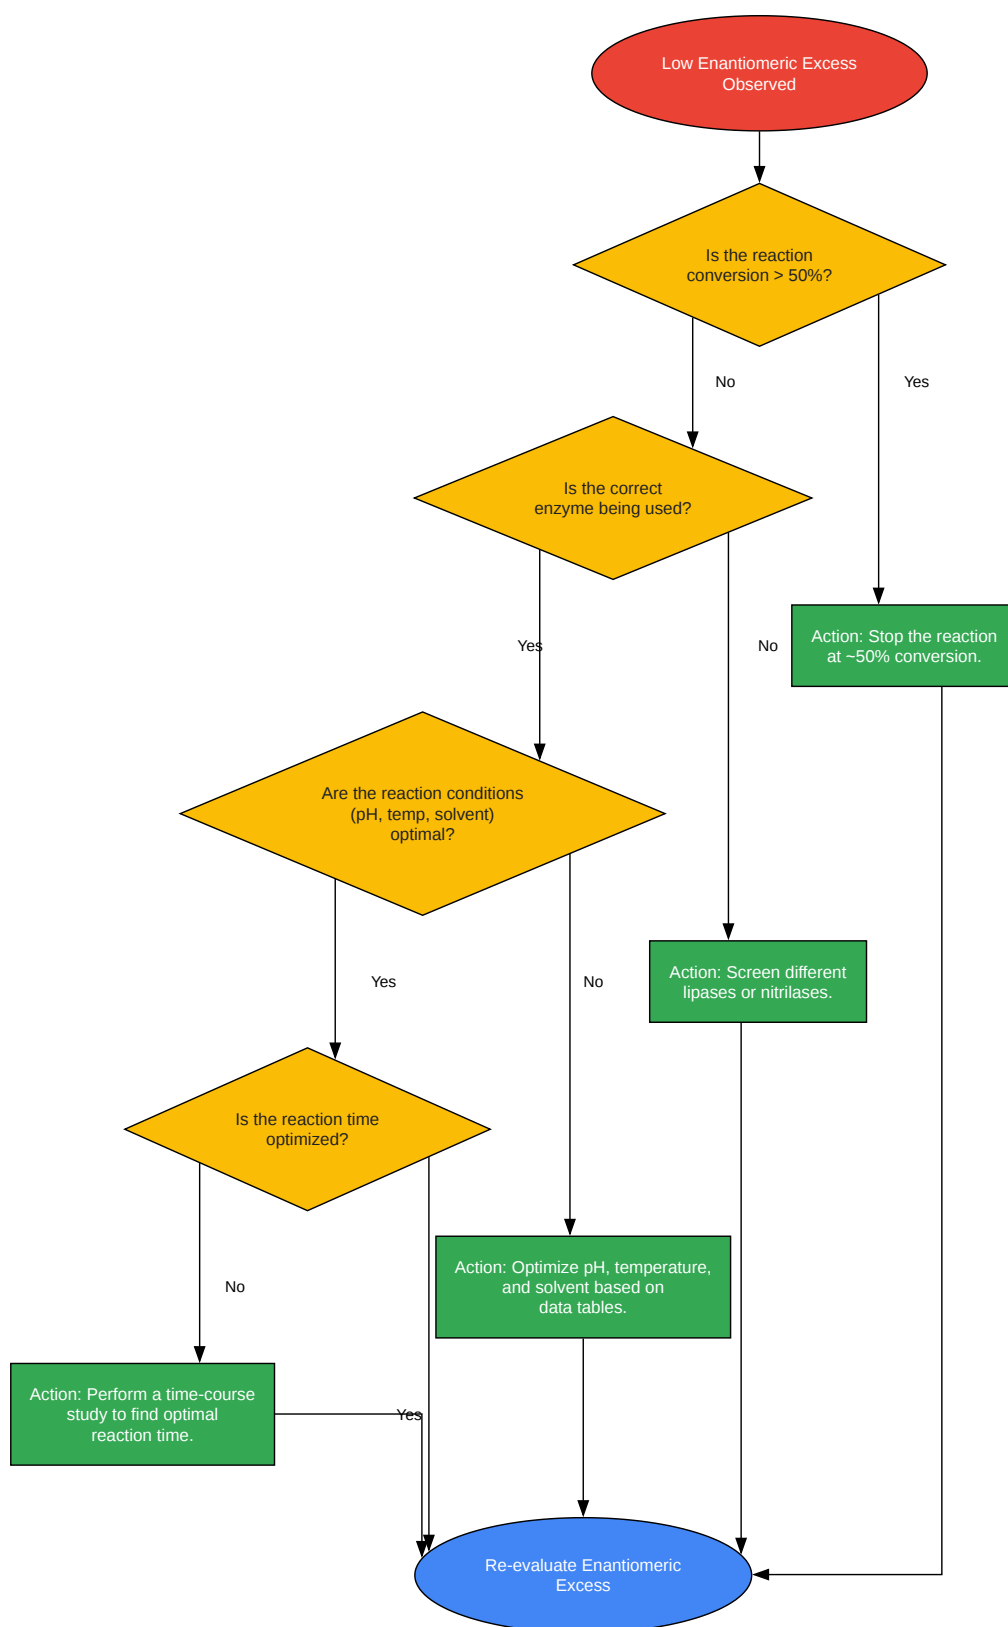 Low Enantiomeric Excess
Observed
Is the reaction
conversion > 50%?
No
Yes
Is the correct
enzyme being used?
Yes
No
Action: Stop the reaction
at ~50% conversion.
Are the reaction conditions
(pH, temp, solvent)
optimal?
Yes
No
Action: Screen different
lipases or nitrilases.
Is the reaction time
optimized?
No
Action: Optimize pH, temperature,
and solvent based on
data tables.
Action: Perform a time-course
study to find optimal
reaction time.
Yes
Re-evaluate Enantiomeric
Excess